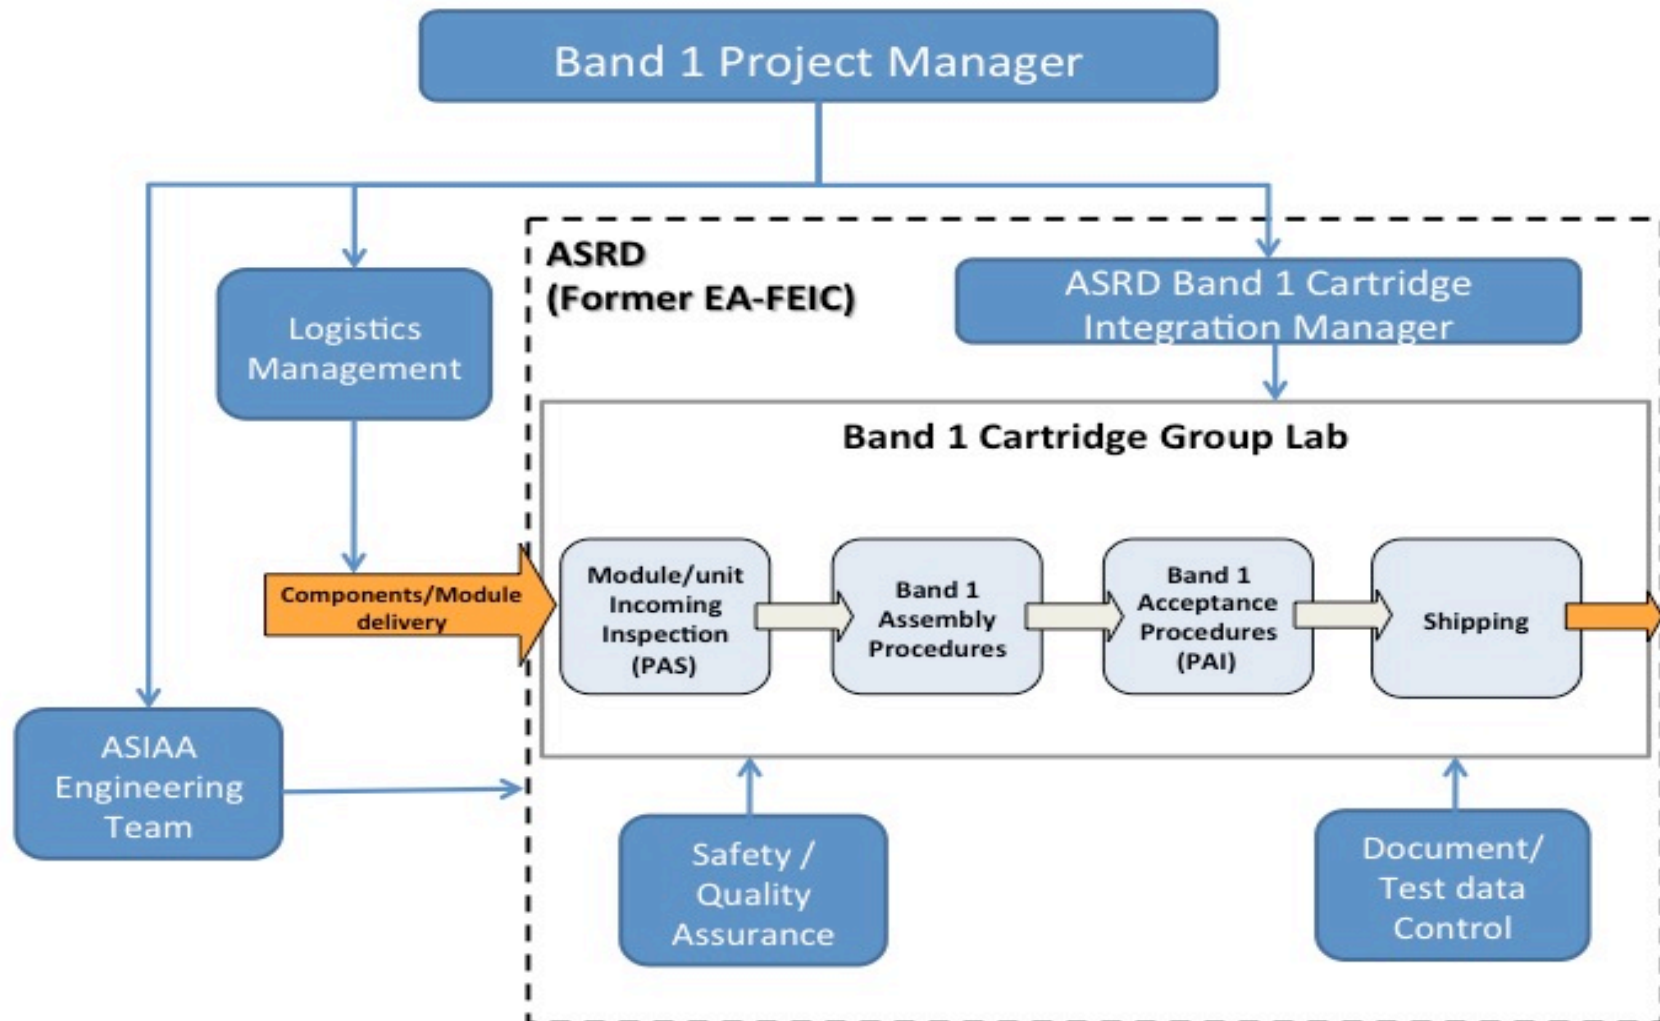 Band 1 Project Manager
ASRD
(Former EA-FEIC)
ASRD Band 1 Cartridge
Integration Manager
Logistics
Management
Band 1 Cartridge Group Lab
Components/Module
delivery
Module/unit
Incoming
Inspection
(PAS)
Band 1
Assembly
Procedures
Band 1
Acceptance
Procedures
(PAI)
Shipping
ASIAA
Engineering
Team
Safety /
Quality
Assurance
Document/
Test data
Control